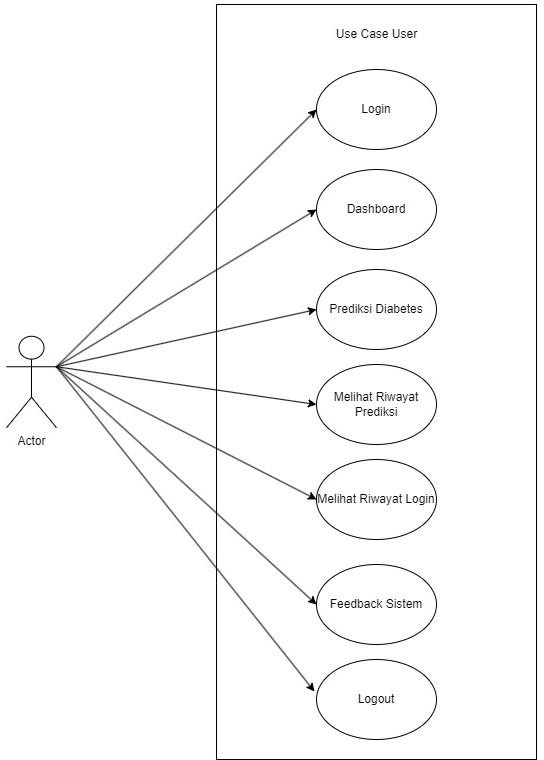 Use Case User
Login
Dashboard
Prediksi Diabetes
Melihat Riwayat
Prediksi
Actor
Melihat Riwayat Login
Feedback Sistem
Logout